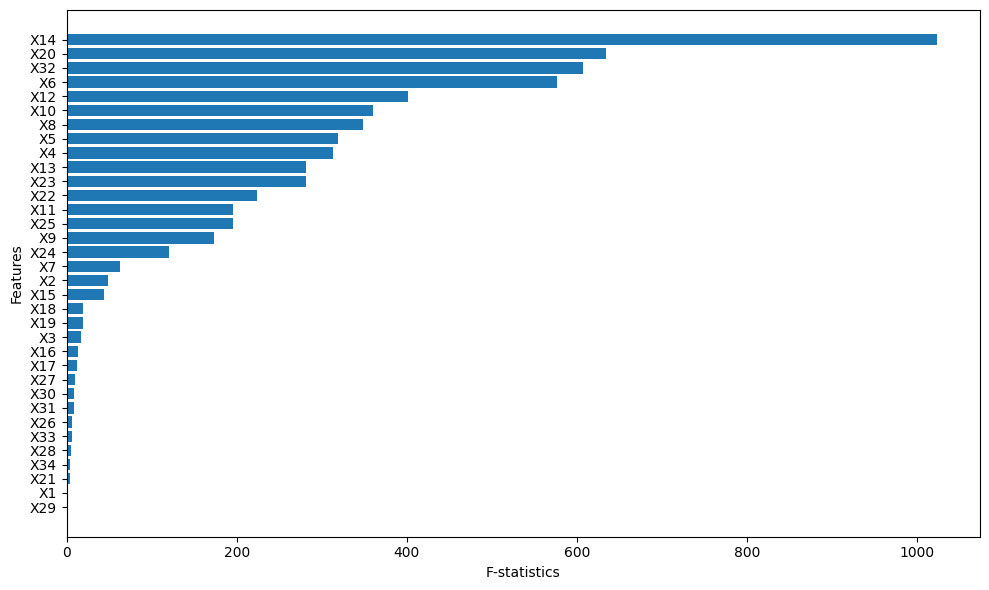 X14
X20
X32
X6
X12
X10
X8
X5
X4
X13
X23
X22
X11
X25
X9
X24
X7
X2
X15
X18
X19
X3
X16
X17
X27
X30
X31
X26
X33
X28
X34
X21
X1
X29
Features
0 200 400 600 800 1000
F-statistics